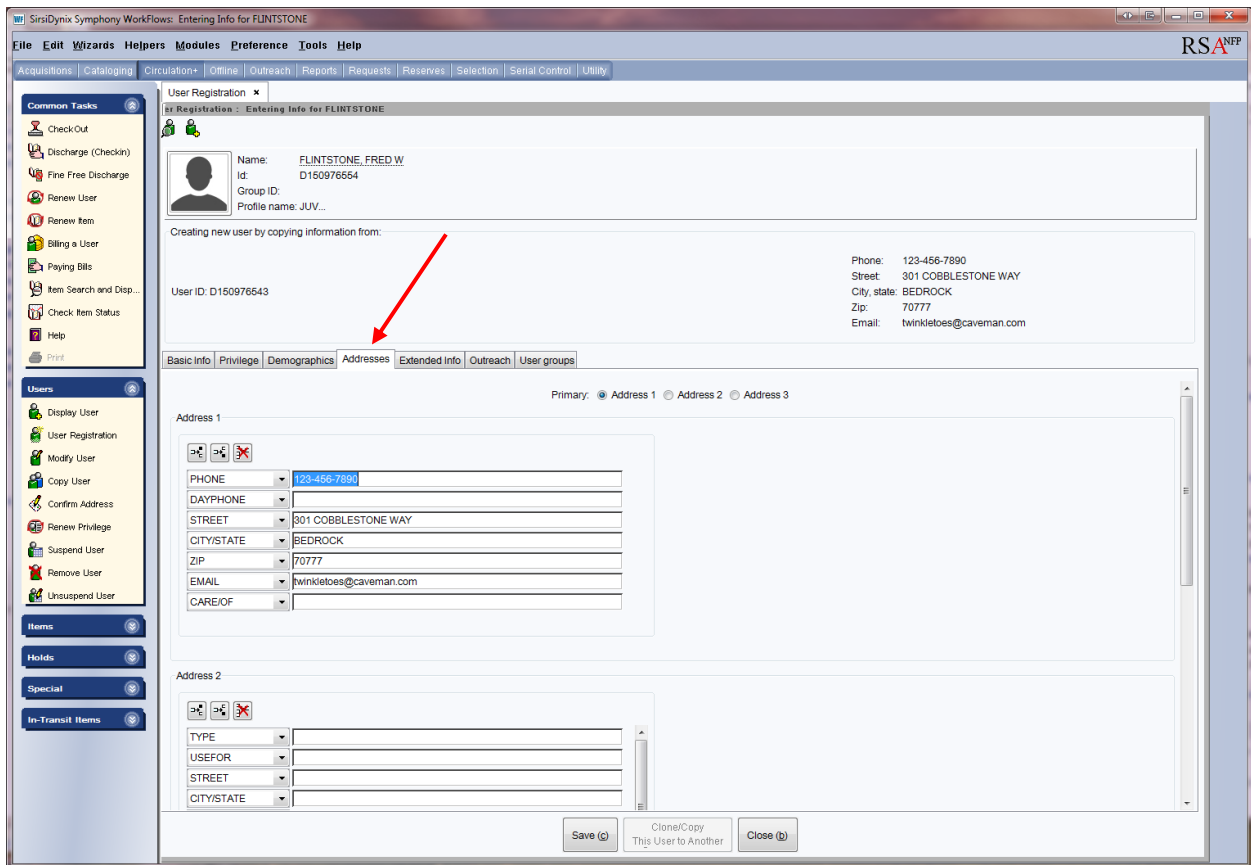 SirsiDynix Symphony WorkFlows: Entering Info for FLINTSTONE
File Edit Wizards Helpers Modules Preference Tools Help
RSA NFP
Acquisitions Cataloging Circulation+ Offline Outreach Reports Requests Reserves Selection Serial Control Utility
Common Tasks
CheckOut
Discharge (Checkin)
Fine Free Discharge
Renew User
Renew Item
Billing a User
Paying Bills
Item Search and Disp...
Check Item Status
Help
Print
Users
Display User
User Registration
Modify User
Copy User
Confirm Address
Renew Privilege
Suspend User
Remove User
Unsuspend User
Items
Holds
Special
In-Transit Items
User Registration ×
er Registration : Entering Info for FLINTSTONE
Name: FLINTSTONE, FRED W
Id: D150976554
Group ID:
Profile name: JUV...
Creating new user by copying information from:
User ID: D150976543
Phone: 123-456-7890
Street: 301 COBBLESTONE WAY
City, state: BEDROCK
Zip: 70777
Email: twinkletoes@caveman.com
Basic Info Privilege Demographics Addresses Extended Info Outreach User groups
Primary: Address 1 Address 2 Address 3
Address 1
PHONE 123-456-7890
DAYPHONE
STREET 301 COBBLESTONE WAY
CITY/STATE BEDROCK
ZIP 70777
EMAIL twinkletoes@caveman.com
CARE/OF
Address 2
TYPE
USEFOR
STREET
CITY/STATE
Save (c)
Clone/Copy
This User to Another
Close (b)